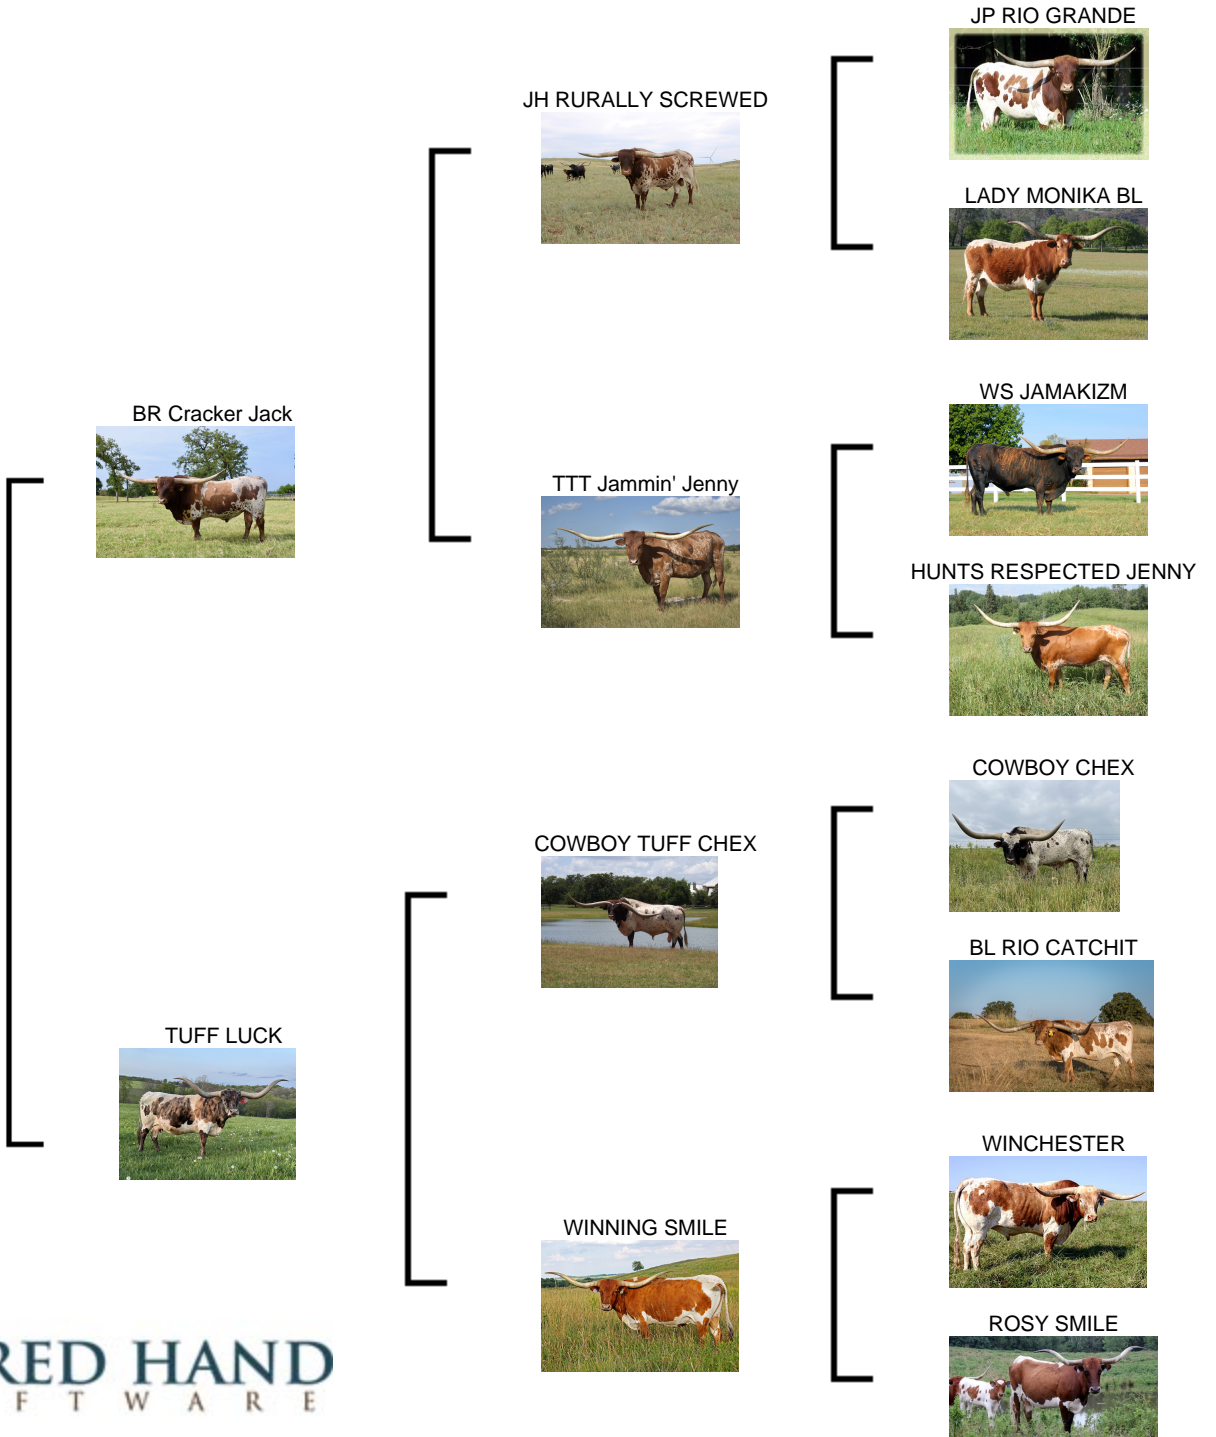 JP RIO GRANDE
JH RURALLY SCREWED
LADY MONIKA BL
WS JAMAKIZM
BR Cracker Jack
TTT Jammin' Jenny
HUNTS RESPECTED JENNY
COWBOY CHEX
COWBOY TUFF CHEX
BL RIO CATCHIT
TUFF LUCK
WINCHESTER
WINNING SMILE
ROSY SMILE
RED HAND
F T W A R E